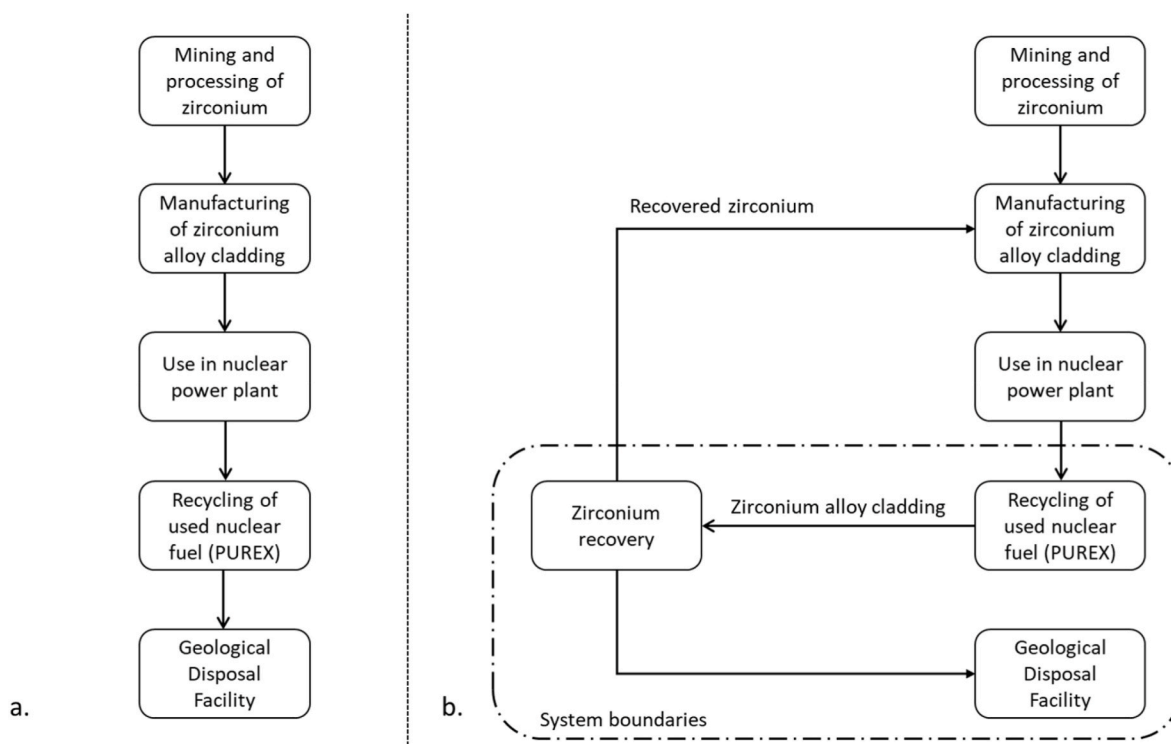 Mining and
processing of
zirconium
Manufacturing
of zirconium
alloy cladding
Use in nuclear
power plant
Recycling of
used nuclear
fuel (PUREX)
Geological
Disposal
Facility
a.
Mining and
processing of
zirconium
Recovered zirconium
Manufacturing
of zirconium
alloy cladding
Use in nuclear
power plant
Zirconium
recovery
Zirconium alloy cladding
Recycling of
used nuclear
fuel (PUREX)
Geological
Disposal
Facility
System boundaries
b.